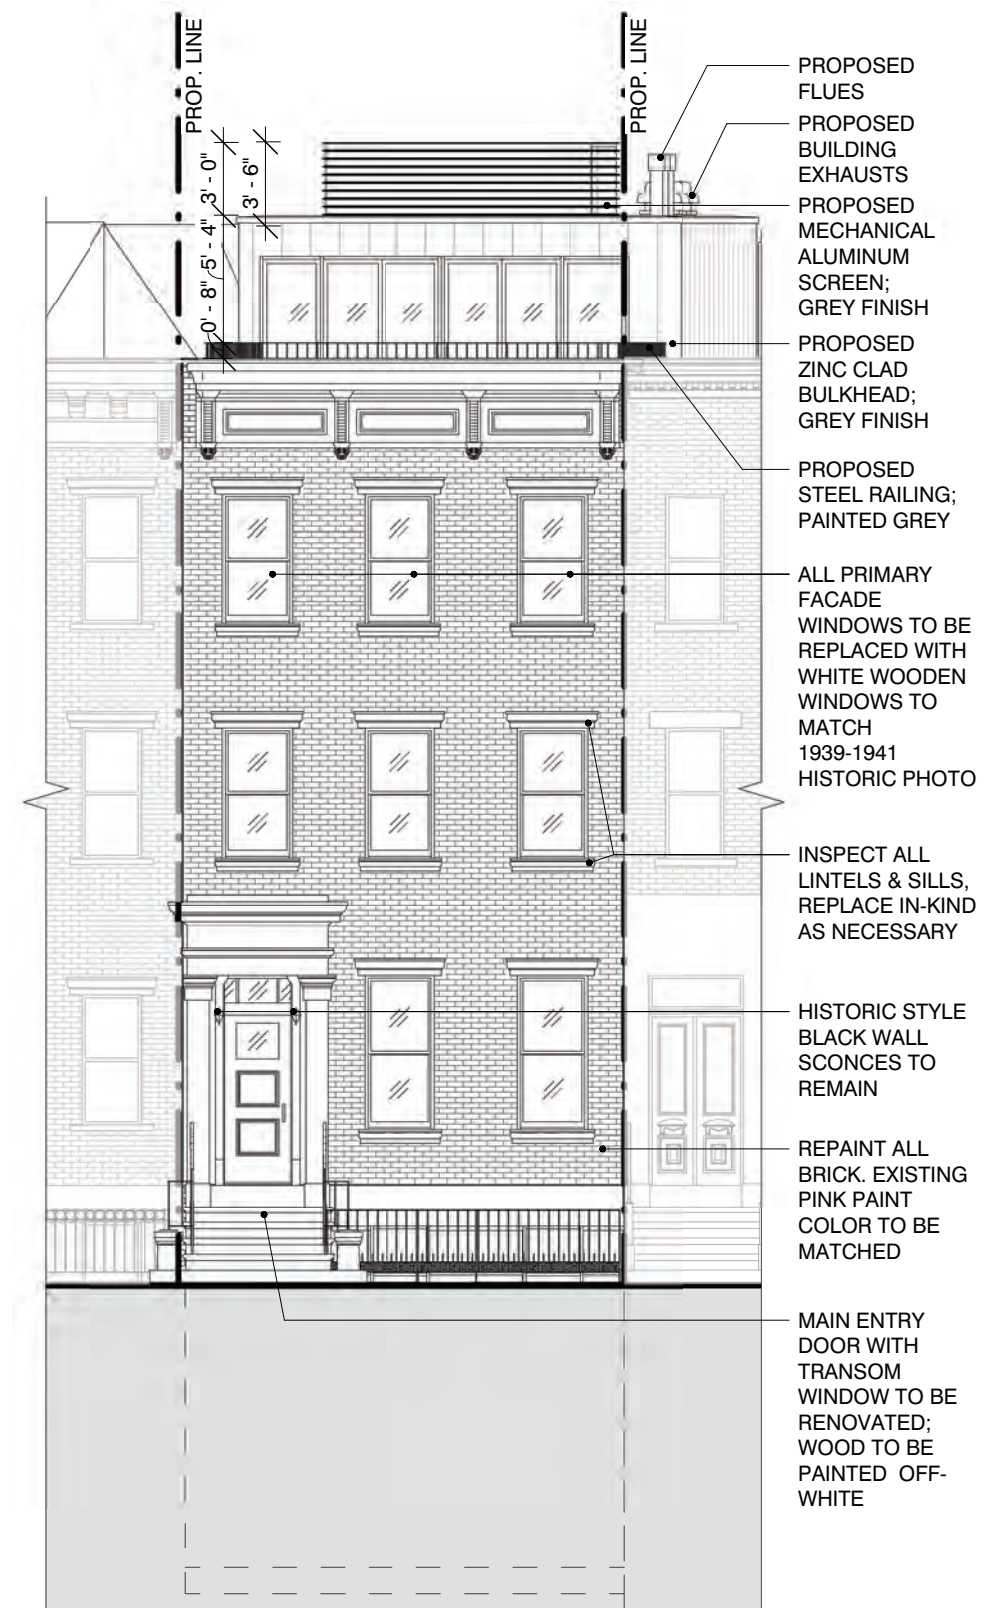 PROP. LINE
PROP. LINE
3' - 0"
3' - 6"
5' - 4"
0' - 8"
PROPOSED
FLUES
PROPOSED
BUILDING
EXHAUSTS
PROPOSED
MECHANICAL
ALUMINUM
SCREEN;
GREY FINISH
PROPOSED
ZINC CLAD
BULKHEAD;
GREY FINISH
PROPOSED
STEEL RAILING;
PAINTED GREY
ALL PRIMARY
FACADE
WINDOWS TO BE
REPLACED WITH
WHITE WOODEN
WINDOWS TO
MATCH
1939-1941
HISTORIC PHOTO
INSPECT ALL
LINTELS & SILLS,
REPLACE IN-KIND
AS NECESSARY
HISTORIC STYLE
BLACK WALL
SCONCES TO
REMAIN
REPAINT ALL
BRICK. EXISTING
PINK PAINT
COLOR TO BE
MATCHED
MAIN ENTRY
DOOR WITH
TRANSOM
WINDOW TO BE
RENOVATED;
WOOD TO BE
PAINTED OFF-
WHITE